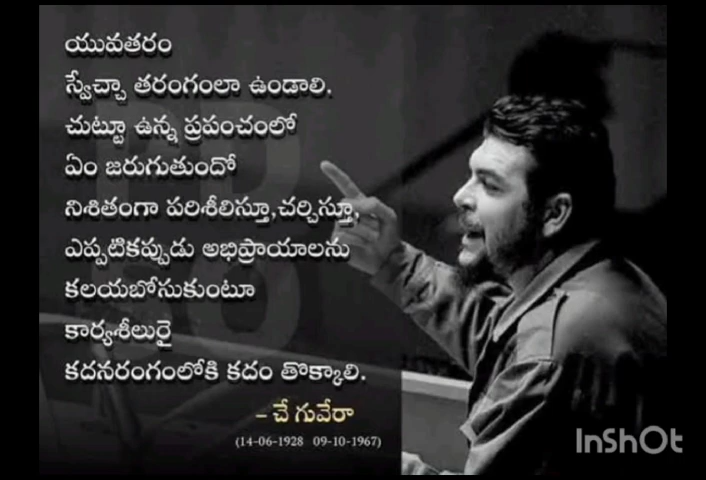 యువతరం
స్వేచ్ఛా తరంగంలా ఉండాలి.
చుట్టూ ఉన్న ప్రపంచంలో
ఏం జరుగుతుందో
నిశితంగా పరిశీలిస్తూ,చర్చిస్తూ,
ఎప్పటికప్పుడు అభిప్రాయాలను
కలయబోసుకుంటూ
కార్యశీలురై
కదనరంగంలోకి కదం తొక్కాలి.
– చే గువేరా
(14-06-1928 09-10-1967)
InShOt